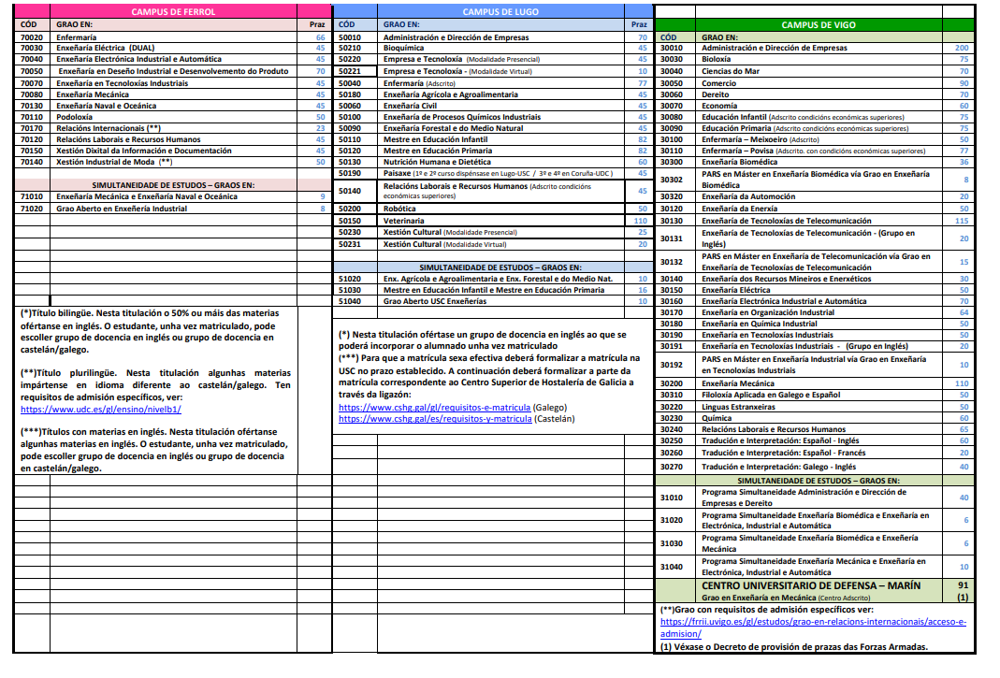 CAMPUS DE FERROL
CÓD GRAO EN: Praz
70020 Enfermaría 66
70030 Enxeñaría Eléctrica (DUAL) 45
70040 Enxeñaría Electrónica Industrial e Automática 45
70050 Enxeñaría en Deseño Industrial e Desenvolvemento do Produto 70
70070 Enxeñaría en Tecnoloxías Industriais 45
70080 Enxeñaría Mecánica 45
70130 Enxeñaría Naval e Oceánica 45
70110 Podoloxía 50
70170 Relacións Internacionais (**) 23
70120 Relacións Laborais e Recursos Humanos 45
70150 Xestión Dixital da Información e Documentación 45
70140 Xestión Industrial de Moda (**) 50
SIMULTANEIDADE DE ESTUDOS – GRAOS EN:
71010 Enxeñaría Mecánica e Enxeñaría Naval e Oceánica 9
71020 Grao Aberto en Enxeñería Industrial 8
(*)Título bilingüe. Nesta titulación o 50% ou máis das materias
ofértanse en inglés. O estudante, unha vez matriculado, pode
escoller grupo de docencia en inglés ou grupo de docencia en
castelán/galego.
(**)Título plurilingüe. Nesta titulación algunhas materias
impártense en idioma diferente ao castelán/galego. Ten
requisitos de admisión específicos, ver:
https://www.udc.es/gl/ensino/nivelb1/
(***)Títulos con materias en inglés. Nesta titulación ofértanse
algunhas materias en inglés. O estudante, unha vez matriculado,
pode escoller grupo de docencia en inglés ou grupo de docencia
en castelán/galego.
CAMPUS DE LUGO
CÓD GRAO EN: Praz
50010 Administración e Dirección de Empresas 70
50210 Bioquímica 45
50220 Empresa e Tecnoloxía (Modalidade Presencial) 45
50221 Empresa e Tecnoloxía - (Modalidade Virtual) 10
50040 Enfermaría (Adscrito) 77
50180 Enxeñaría Agrícola e Agroalimentaria 45
50060 Enxeñaría Civil 45
50100 Enxeñaría de Procesos Químicos Industriais 45
50090 Enxeñaría Forestal e do Medio Natural 45
50110 Mestre en Educación Infantil 82
50120 Mestre en Educación Primaria 82
50130 Nutrición Humana e Dietética 60
50190 Paisaxe (1º e 2º curso dispénsase en Lugo-USC / 3º e 4º en Coruña-UDC ) 45
50140 Relacións Laborais e Recursos Humanos (Adscrito condicións
económicas superiores) 45
50200 Robótica 50
50150 Veterinaria 110
50230 Xestión Cultural (Modalidade Presencial) 25
50231 Xestión Cultural (Modalidade Virtual) 20
SIMULTANEIDADE DE ESTUDOS – GRAOS EN:
51020 Enx. Agrícola e Agroalimentaria e Enx. Forestal e do Medio Nat. 10
51030 Mestre en Educación Infantil e Mestre en Educación Primaria 16
51040 Grao Aberto USC Enxeñerías 10
(*) Nesta titulación ofértase un grupo de docencia en inglés ao que se
poderá incorporar o alumnado unha vez matriculado
(***) Para que a matrícula sexa efectiva deberá formalizar a matrícula na
USC no prazo establecido. A continuación deberá formalizar a parte da
matrícula correspondente ao Centro Superior de Hostalería de Galicia a
través da ligazón:
https://www.cshg.gal/gl/requisitos-e-matricula (Galego)
https://www.cshg.gal/es/requisitos-y-matricula (Castelán)
CAMPUS DE VIGO
CÓD GRAO EN:
30010 Administración e Dirección de Empresas 200
30030 Bioloxía 75
30040 Ciencias do Mar 70
30050 Comercio 90
30060 Dereito 70
30070 Economía 60
30080 Educación Infantil (Adscrito condicións económicas superiores) 75
30090 Educación Primaria (Adscrito condicións económicas superiores) 75
30100 Enfermaría – Meixoeiro (Adscrito) 50
30110 Enfermaría – Povisa (Adscrito. con condicións económicas superiores) 77
30300 Enxeñaría Biomédica 36
30302 PARS en Máster en Enxeñaría Biomédica vía Grao en Enxeñaría
Biomédica 8
30320 Enxeñaría da Automoción 20
30120 Enxeñaría da Enerxía 50
30130 Enxeñaría de Tecnoloxías de Telecomunicación 115
30131 Enxeñaría de Tecnoloxías de Telecomunicación - (Grupo en
Inglés) 20
30132 PARS en Máster en Enxeñaría de Telecomunicación vía Grao en
Enxeñaría de Tecnoloxías de Telecomunicación 15
30140 Enxeñaría dos Recursos Mineiros e Enerxéticos 30
30150 Enxeñaría Eléctrica 50
30160 Enxeñaría Electrónica Industrial e Automática 70
30170 Enxeñaría en Organización Industrial 64
30180 Enxeñaría en Química Industrial 50
30190 Enxeñaría en Tecnoloxías Industriais 50
30191 Enxeñaría en Tecnoloxías Industriais - (Grupo en Inglés) 20
30192 PARS en Máster en Enxeñaría Industrial vía Grao en Enxeñaría
en Tecnoloxías Industriais 10
30200 Enxeñaría Mecánica 110
30310 Filoloxía Aplicada en Galego e Español 50
30220 Linguas Estranxeiras 50
30230 Química 60
30240 Relacións Laborais e Recursos Humanos 65
30250 Tradución e Interpretación: Español - Inglés 60
30260 Tradución e Interpretación: Español - Francés 20
30270 Tradución e Interpretación: Galego - Inglés 40
SIMULTANEIDADE DE ESTUDOS – GRAOS EN:
31010 Programa Simultaneidade Administración e Dirección de
Empresas e Dereito 40
31020 Programa Simultaneidade Enxeñaría Biomédica e Enxeñaría en
Electrónica, Industrial e Automática 6
31030 Programa Simultaneidade Enxeñaría Biomédica e Enxeñería
Mecánica 6
31040 Programa Simultaneidade Enxeñaría Mecánica e Enxeñaría en
Electrónica, Industrial e Automática 10
CENTRO UNIVERSITARIO DE DEFENSA – MARÍN 91
Grao en Enxeñaría en Mecánica (Centro Adscrito) (1)
(**)Grao con requisitos de admisión específicos ver:
https://frrii.uvigo.es/gl/estudos/grao-en-relacions-internacionais/acceso-e-
admision/
(1) Véxase o Decreto de provisión de prazas das Forzas Armadas.